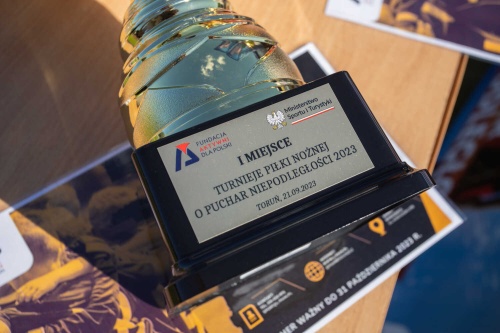 FUNDACJA
AKTYWNI
DLA POLSKI
Ministerstwo
Sportu i Turystyki
I MIEJSCE
TURNIEJE PIŁKI NOŻNEJ
O PUCHAR NIEPODLEGŁOŚCI 2023
TORUŃ, 21.09.2023
WAŻNY DO 31 PAŹDZIERNIKA 2023 R.